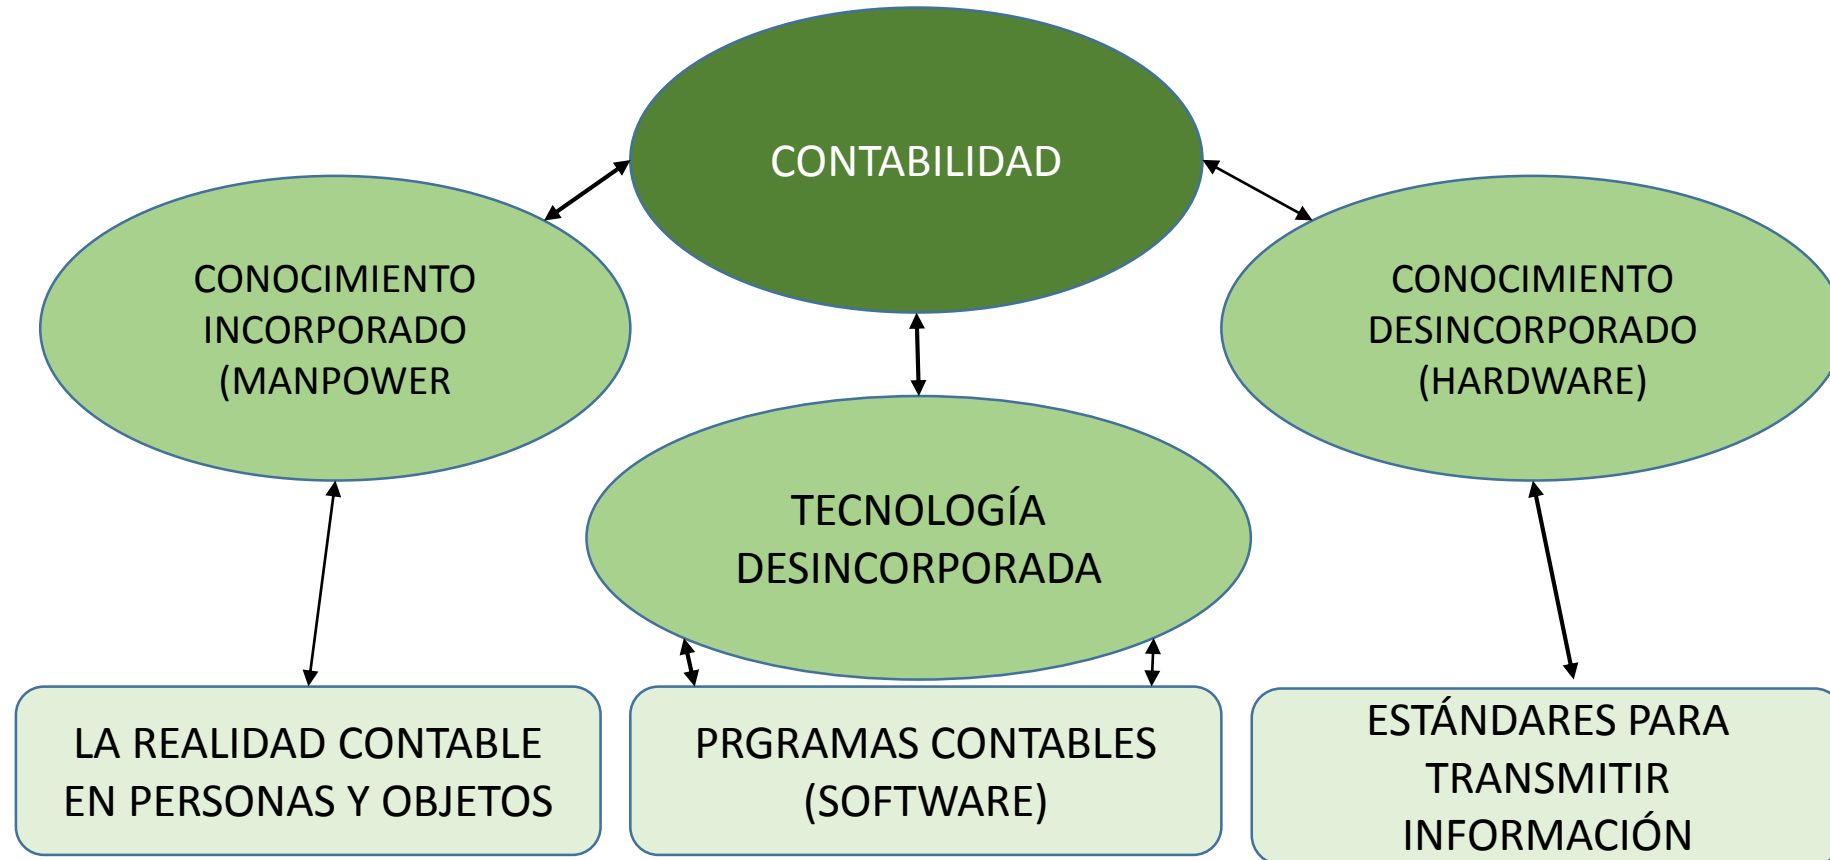 CONTABILIDAD
CONOCIMIENTO
INCORPORADO
(MANPOWER
CONOCIMIENTO
DESINCORPORADO
(HARDWARE)
TECNOLOGÍA
DESINCORPORADA
LA REALIDAD CONTABLE
EN PERSONAS Y OBJETOS
PRGRAMAS CONTABLES
(SOFTWARE)
ESTÁNDARES PARA
TRANSMITIR
INFORMACIÓN